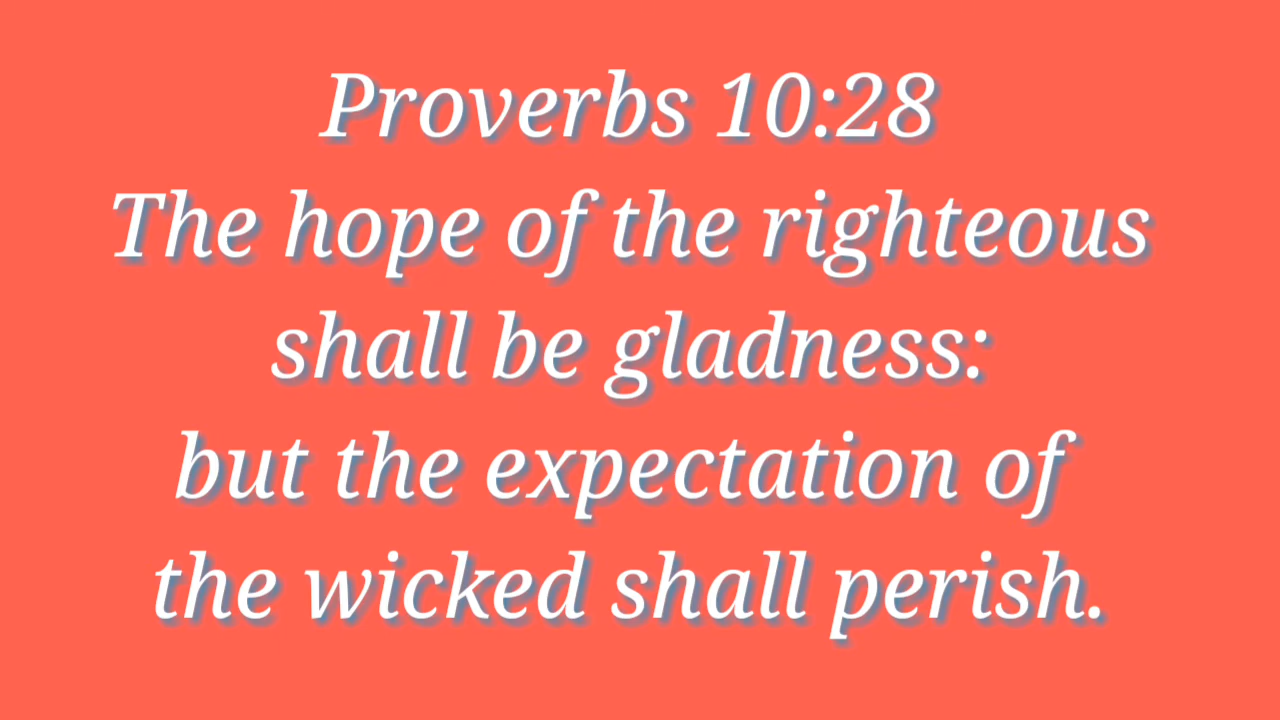 Proverbs 10:28
The hope of the righteous
shall be gladness:
but the expectation of
the wicked shall perish.